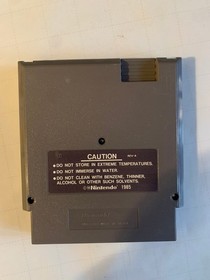 CAUTION
● DO NOT STORE IN EXTREME TEMPERATURES.
● DO NOT IMMERSE IN WATER.
● DO NOT CLEAN WITH BENZENE, THINNER,
ALCOHOL OR OTHER SUCH SOLVENTS.
©Nintendo 1985